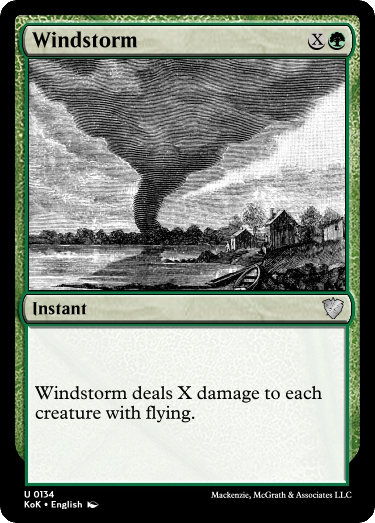 Windstorm X
Instant
Windstorm deals X damage to each
creature with flying.
U 0134
KoK • English Mackenzie, McGrath & Associates LLC